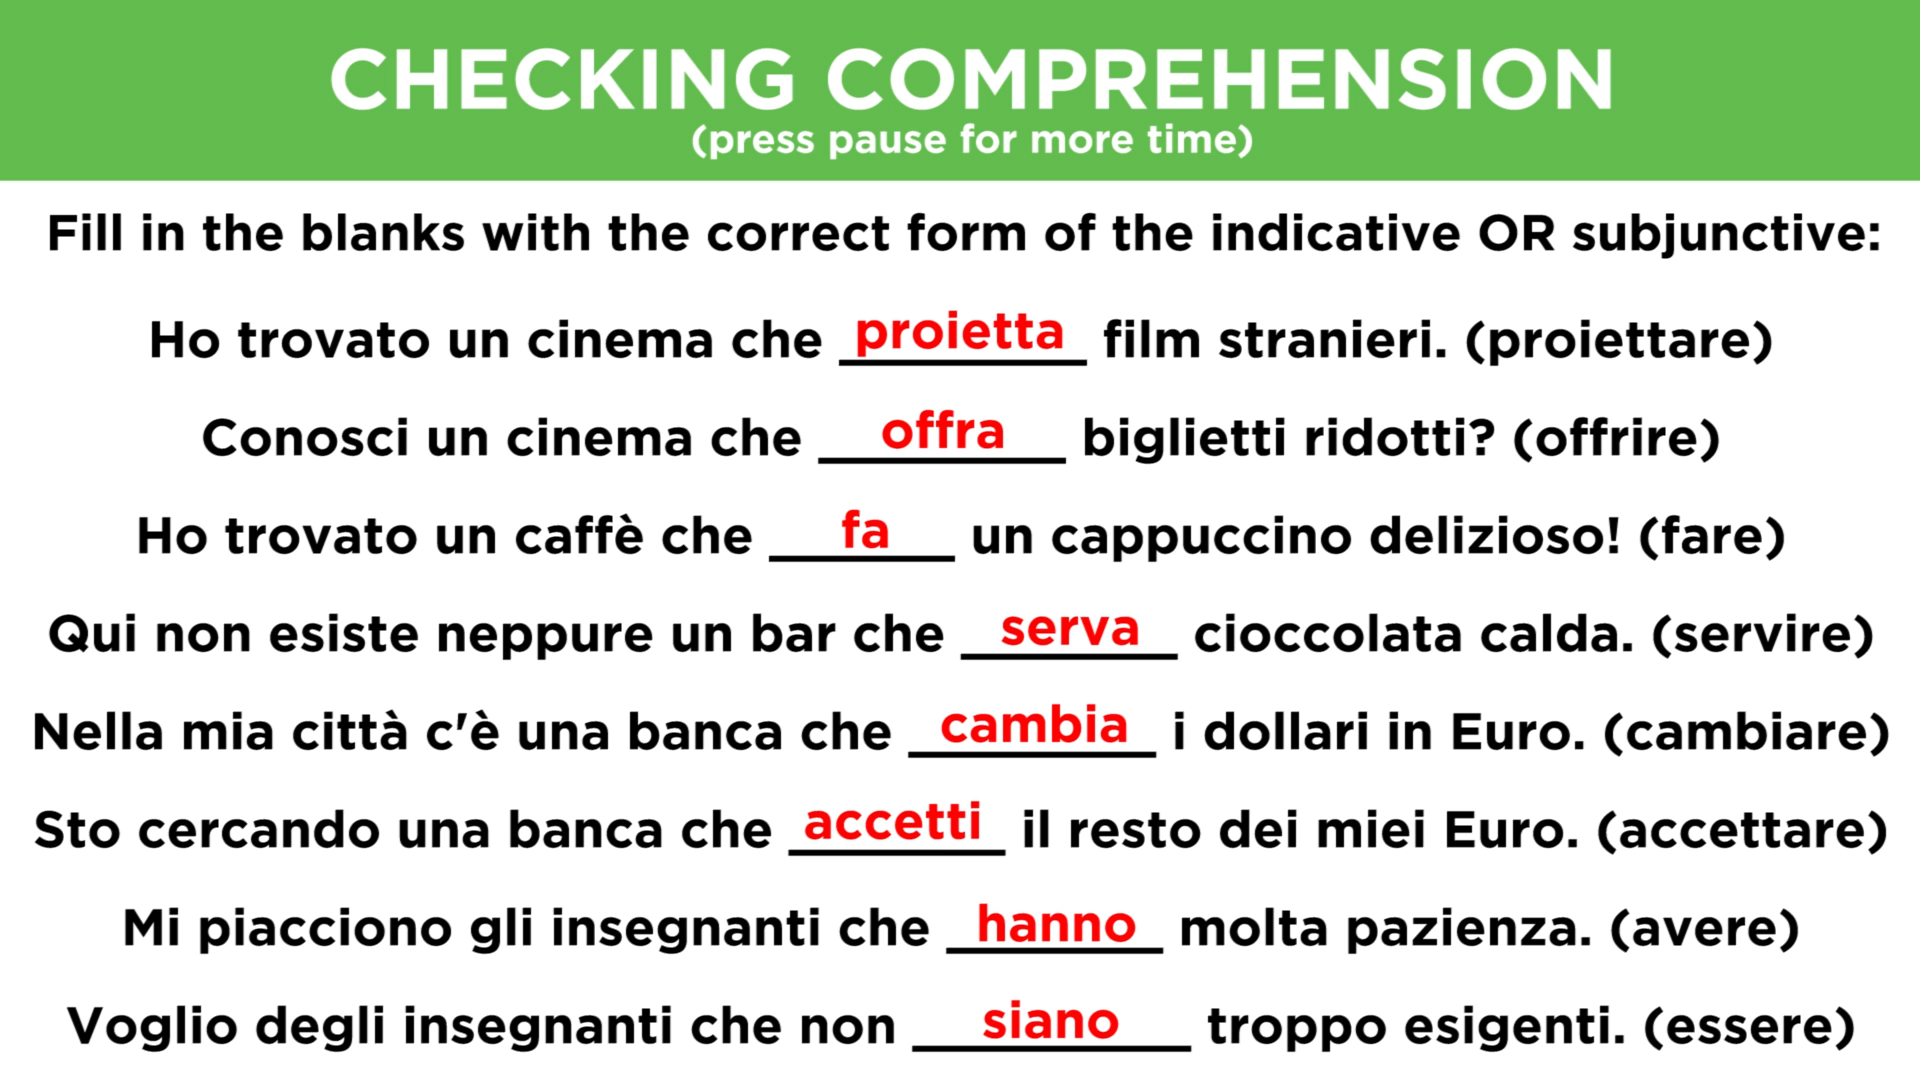 CHECKING COMPREHENSION
(press pause for more time)
Fill in the blanks with the correct form of the indicative OR subjunctive:
Ho trovato un cinema che proietta film stranieri. (proiettare)
Conosci un cinema che offra biglietti ridotti? (offrire)
Ho trovato un caffè che fa un cappuccino delizioso! (fare)
Qui non esiste neppure un bar che serva cioccolata calda. (servire)
Nella mia città c'è una banca che cambia i dollari in Euro. (cambiare)
Sto cercando una banca che accetti il resto dei miei Euro. (accettare)
Mi piacciono gli insegnanti che hanno molta pazienza. (avere)
Voglio degli insegnanti che non siano troppo esigenti. (essere)